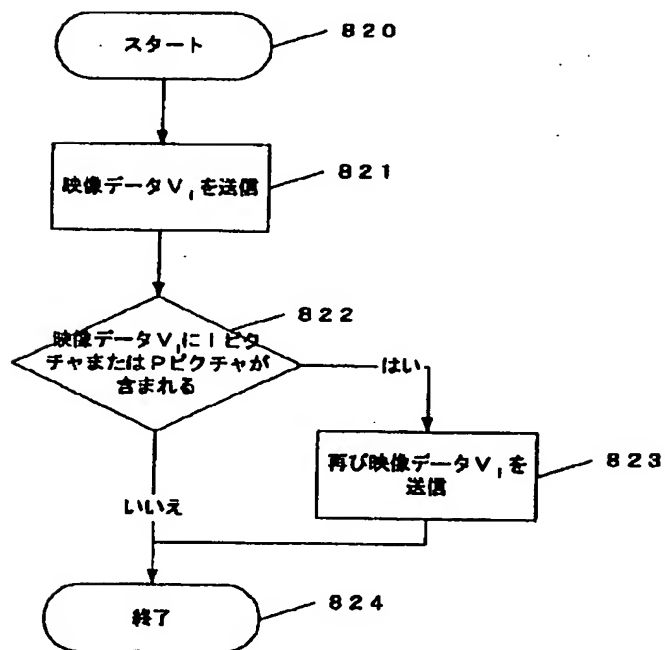 スタート
820
映像データViを送信
821
822
映像データViにIピク
チャまたはPピクチャが
含まれる
はい
再び映像データViを
送信
823
いいえ
終了
824